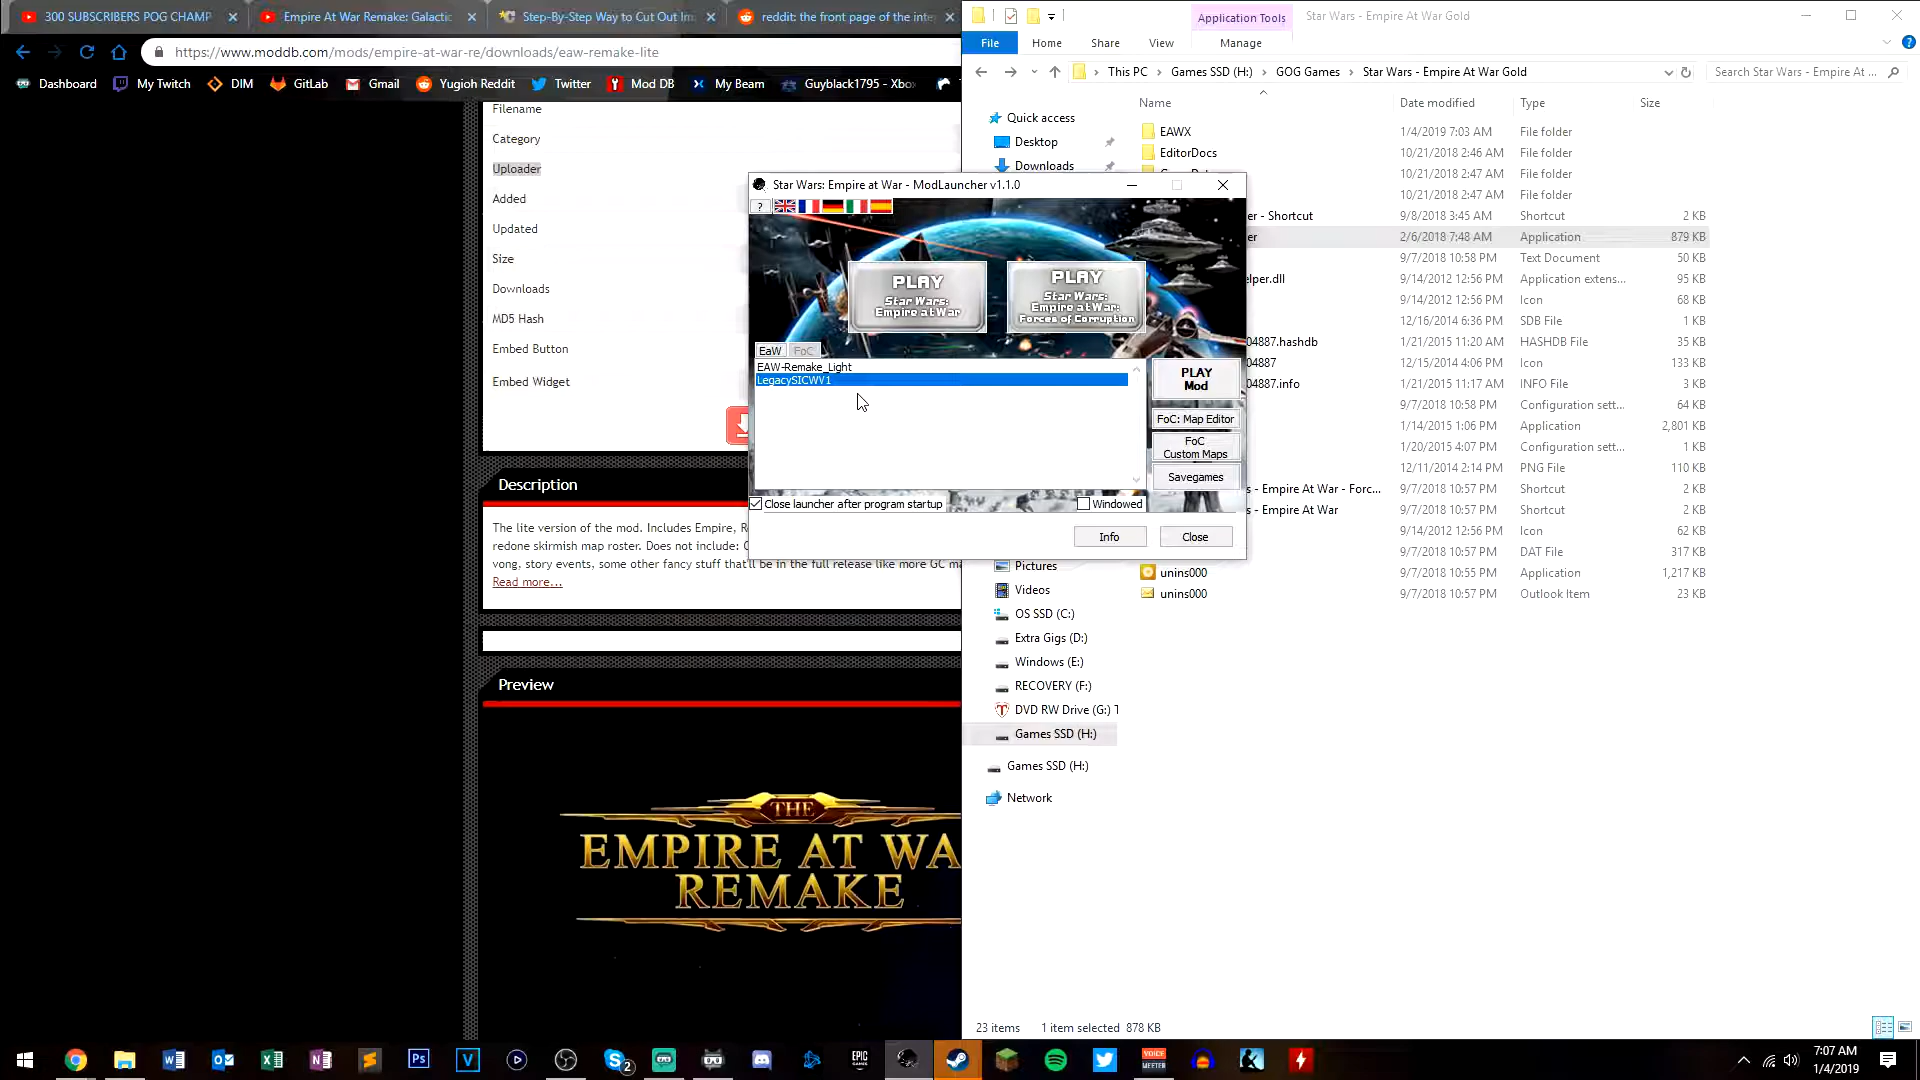 300 SUBSCRIBERS POG CHAMP
Empire At War Remake: Galactic
Step-By-Step Way to Cut Out Im
reddit: the front page of the inte
https://www.moddb.com/mods/empire-at-war-re/downloads/eaw-remake-lite
Dashboard
My Twitch
DIM
GitLab
Gmail
Yugioh Reddit
Twitter
Mod DB
My Beam
Guyblack1795 - Xbox
Filename
Category
Uploader
Added
Updated
Size
Downloads
MD5 Hash
Embed Button
Embed Widget
Description
The lite version of the mod. Includes Empire, R
redone skirmish map roster. Does not include:
vong, story events, some other fancy stuff that'll be in the full release like more GC ma
Read more...
Preview
THE
EMPIRE AT WA
REMAKE
Application Tools
Star Wars - Empire At War Gold
File
Home
Share
View
Manage
This PC
Games SSD (H:)
GOG Games
Star Wars - Empire At War Gold
Search Star Wars - Empire At ...
Name
Date modified
Type
Size
Quick access
Desktop
Downloads
EAWX
1/4/2019 7:03 AM
File folder
EditorDocs
10/21/2018 2:46 AM
File folder
10/21/2018 2:47 AM
File folder
10/21/2018 2:47 AM
File folder
er - Shortcut
9/8/2018 3:45 AM
Shortcut
2 KB
er
2/6/2018 7:48 AM
Application
879 KB
9/7/2018 10:58 PM
Text Document
50 KB
elper.dll
9/14/2012 12:56 PM
Application extens...
95 KB
9/14/2012 12:56 PM
Icon
68 KB
12/16/2014 6:36 PM
SDB File
1 KB
04887.hashdb
1/21/2015 11:20 AM
HASHDB File
35 KB
04887
12/15/2014 4:06 PM
Icon
133 KB
04887.info
1/21/2015 11:17 AM
INFO File
3 KB
9/7/2018 10:58 PM
Configuration sett...
64 KB
1/14/2015 1:06 PM
Application
2,801 KB
1/20/2015 4:07 PM
Configuration sett...
1 KB
12/11/2014 2:14 PM
PNG File
110 KB
s - Empire At War - Forc...
9/7/2018 10:58 PM
Shortcut
2 KB
s - Empire At War
9/7/2018 10:58 PM
Shortcut
2 KB
9/14/2012 12:56 PM
Icon
62 KB
9/7/2018 10:57 PM
DAT File
317 KB
unins000
9/7/2018 10:55 PM
Application
1,217 KB
unins000
9/7/2018 10:57 PM
Outlook Item
23 KB
Pictures
Videos
OS SSD (C:)
Extra Gigs (D:)
Windows (E:)
RECOVERY (F:)
DVD RW Drive (G:) T
Games SSD (H:)
Games SSD (H:)
Network
23 items
1 item selected 878 KB
Star Wars: Empire at War - ModLauncher v1.1.0
?
PLAY
Star Wars:
Empire at War
PLAY
Star Wars:
Empire at War:
Forces of Corruption
EaW
FoC
EAW-Remake_Light
LegacySICWV1
PLAY
Mod
FoC: Map Editor
FoC
Custom Maps
Savegames
Close launcher after program startup
Windowed
Info
Close
2
EPIC
GAMES
VOICE
MEETER
7:07 AM
1/4/2019